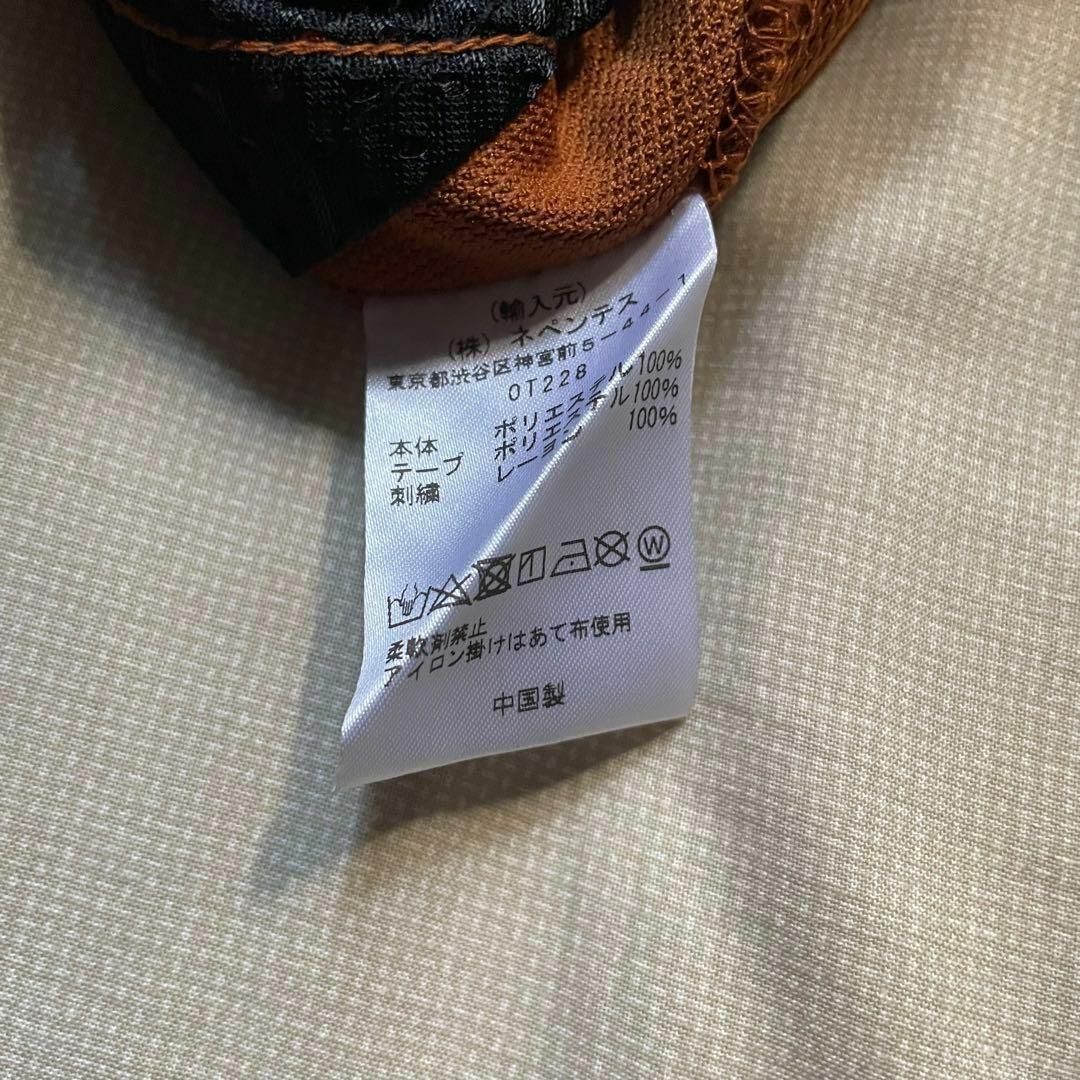 (輸入元)
(株) ネペンテス
東京都渋谷区神宮前5-44-1
OT228
本体 ポリエステル100%
テープ ポリエステル100%
刺繍 レーヨン 100%
W
柔軟剤禁止
アイロン掛けはあて布使用
中国製